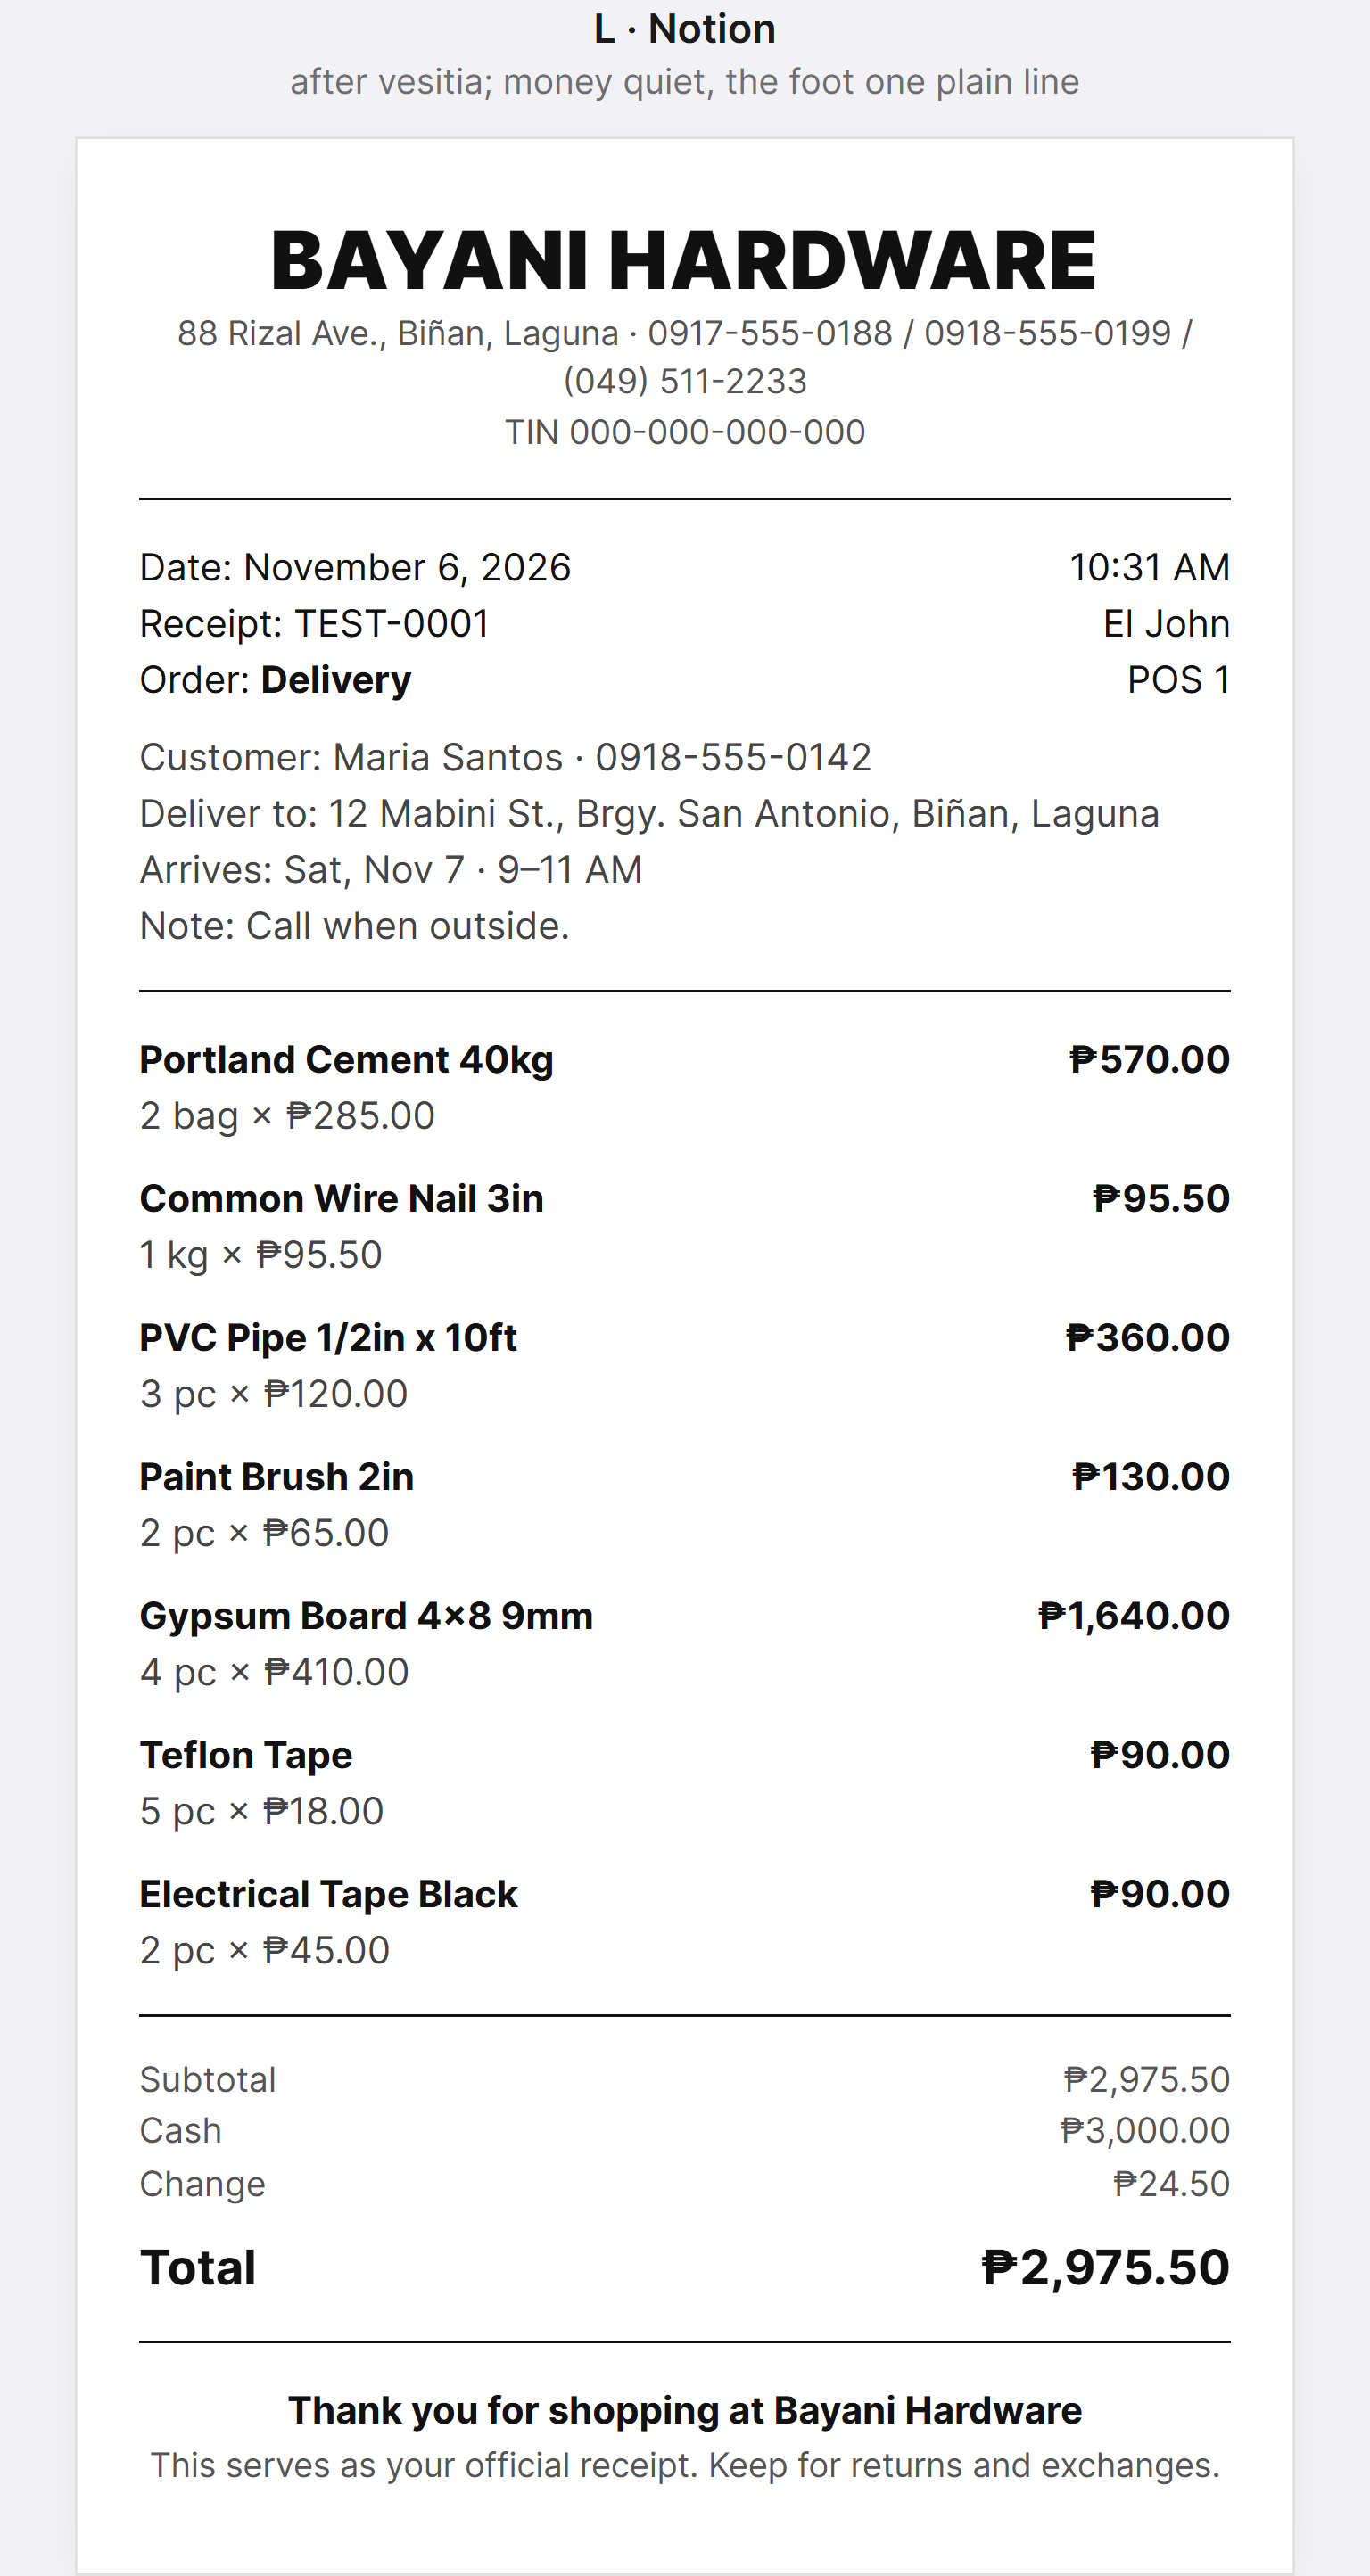 L · Notion
after vesitia; money quiet, the foot one plain line
BAYANI HARDWARE
88 Rizal Ave., Biñan, Laguna · 0917-555-0188 / 0918-555-0199 /
(049) 511-2233
TIN 000-000-000-000
Date: November 6, 2026 10:31 AM
Receipt: TEST-0001 El John
Order: Delivery POS 1
Customer: Maria Santos · 0918-555-0142
Deliver to: 12 Mabini St., Brgy. San Antonio, Biñan, Laguna
Arrives: Sat, Nov 7 · 9–11 AM
Note: Call when outside.
Portland Cement 40kg ₱570.00
2 bag × ₱285.00
Common Wire Nail 3in ₱95.50
1 kg × ₱95.50
PVC Pipe 1/2in x 10ft ₱360.00
3 pc × ₱120.00
Paint Brush 2in ₱130.00
2 pc × ₱65.00
Gypsum Board 4×8 9mm ₱1,640.00
4 pc × ₱410.00
Teflon Tape ₱90.00
5 pc × ₱18.00
Electrical Tape Black ₱90.00
2 pc × ₱45.00
Subtotal ₱2,975.50
Cash ₱3,000.00
Change ₱24.50
Total ₱2,975.50
Thank you for shopping at Bayani Hardware
This serves as your official receipt. Keep for returns and exchanges.